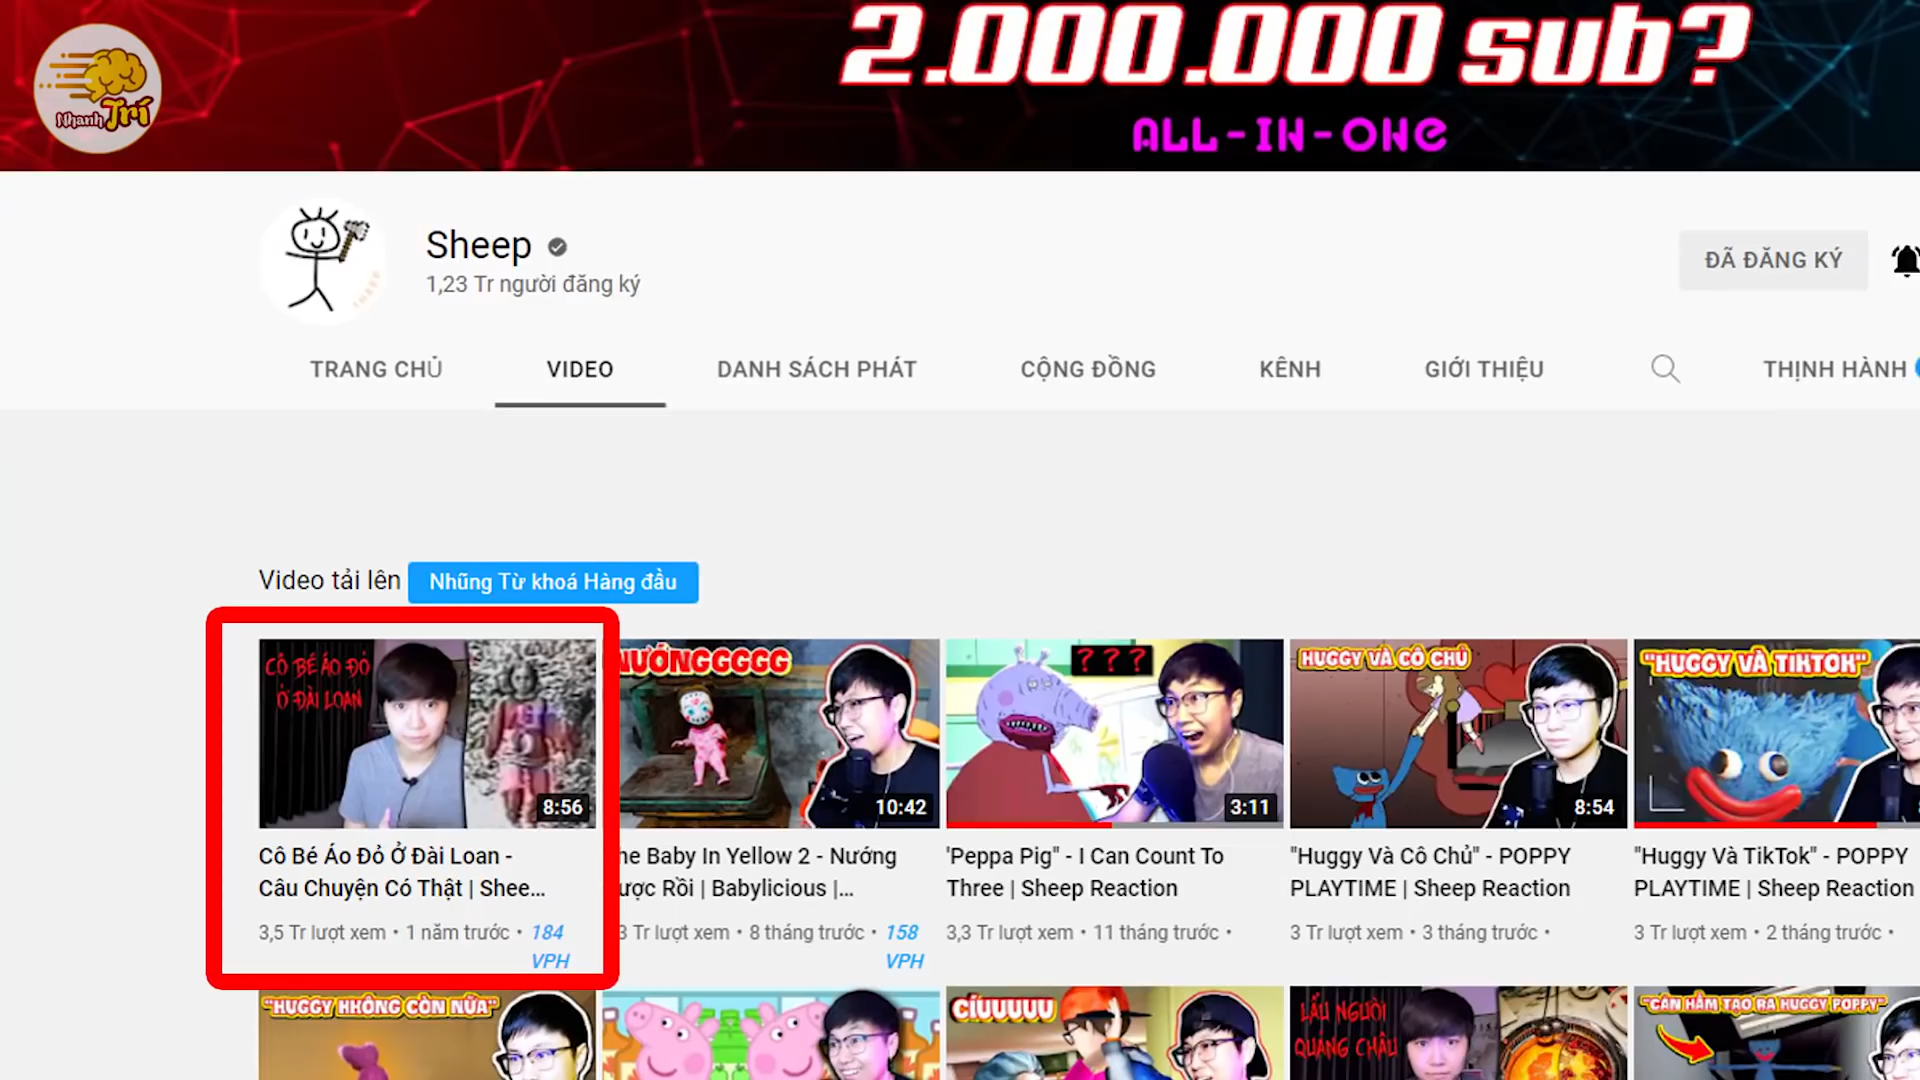 2.000.000 sub?
ALL-IN-ONE
Nhanh Trí
Sheep
1,23 Tr người đăng ký
ĐÃ ĐĂNG KÝ
TRANG CHỦ
VIDEO
DANH SÁCH PHÁT
CỘNG ĐỒNG
KÊNH
GIỚI THIỆU
THỊNH HÀNH
Video tải lên
Những Từ khoá Hàng đầu
CÔ BÉ ÁO ĐỎ
Ở ĐÀI LOAN
8:56
NƯỚNGGGGG
10:42
???
3:11
HUGGY VÀ CÔ CHỦ
8:54
"HUGGY VÀ TIKTOK"
Cô Bé Áo Đỏ Ở Đài Loan -
Câu Chuyện Có Thật | Shee...
3,5 Tr lượt xem • 1 năm trước • 184
VPH
he Baby In Yellow 2 - Nướng
ược Rồi | Babylicious |...
3 Tr lượt xem • 8 tháng trước • 158
VPH
'Peppa Pig" - I Can Count To
Three | Sheep Reaction
3,3 Tr lượt xem • 11 tháng trước •
"Huggy Và Cô Chủ" - POPPY
PLAYTIME | Sheep Reaction
3 Tr lượt xem • 3 tháng trước •
"Huggy Và TikTok" - POPPY
PLAYTIME | Sheep Reaction
3 Tr lượt xem • 2 tháng trước •
"HUGGY KHÔNG CÒN NỮA"
CÍUUUUU
LẨU NGƯỜI
QUẢNG CHÂU
"CĂN HẦM TẠO RA HUGGY POPPY"